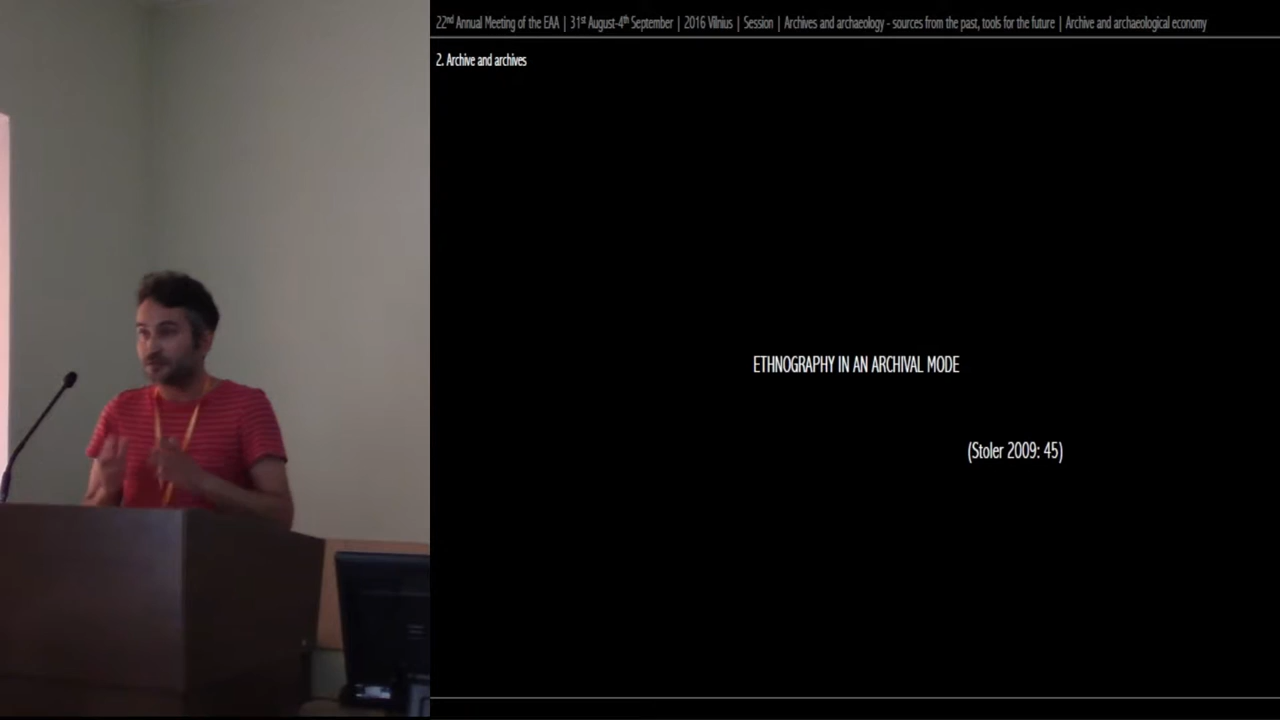 22nd Annual Meeting of the EAA | 31st August-4th September | 2016 Vilnius | Session | Archives and archaeology - sources from the past, tools for the future | Archive and archaeological economy
2. Archive and archives
ETHNOGRAPHY IN AN ARCHIVAL MODE
(Stoler 2009: 45)